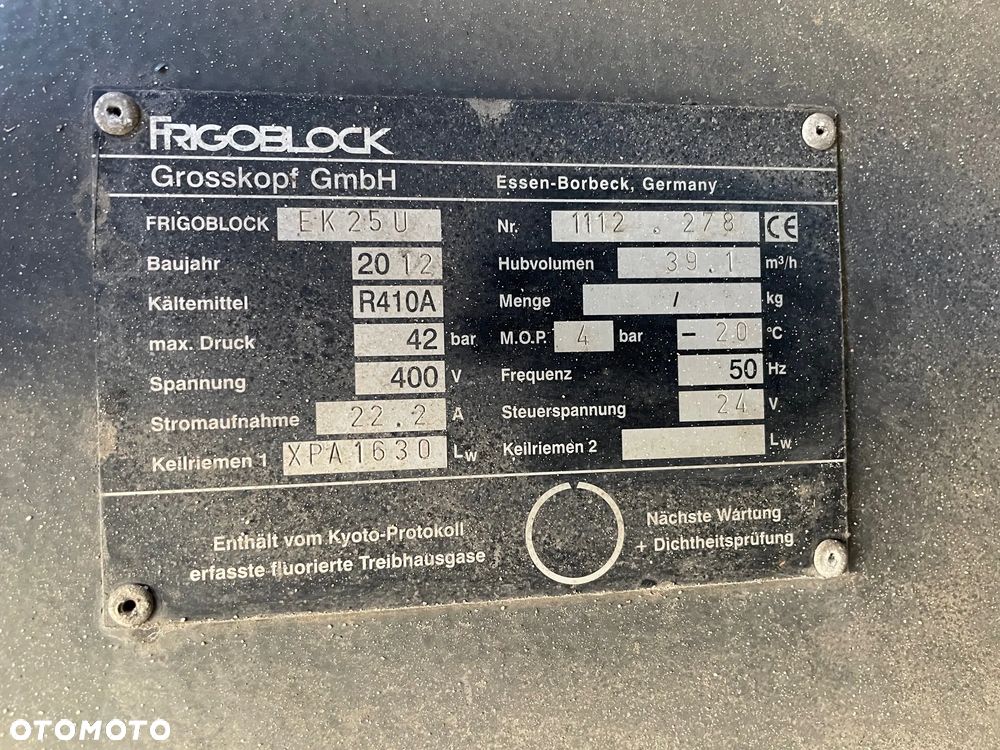 FRIGOBLOCK
Grosskopf GmbH Essen-Borbeck, Germany
FRIGOBLOCK EK25U Nr. 1112.278 CE
Baujahr 2012 Hubvolumen 39.1 m³/h
Kältemittel R410A Menge / kg
max. Druck 42 bar M.O.P. 4 bar -20 °C
Spannung 400 V Frequenz 50 Hz
Stromaufnahme 22.2 A Steuerspannung 24 V
Keilriemen 1 XPA1630 Lw Keilriemen 2 Lw
Enthält vom Kyoto-Protokoll
erfasste fluorierte Treibhausgase
Nächste Wartung
+ Dichtheitsprüfung
OTOMOTO